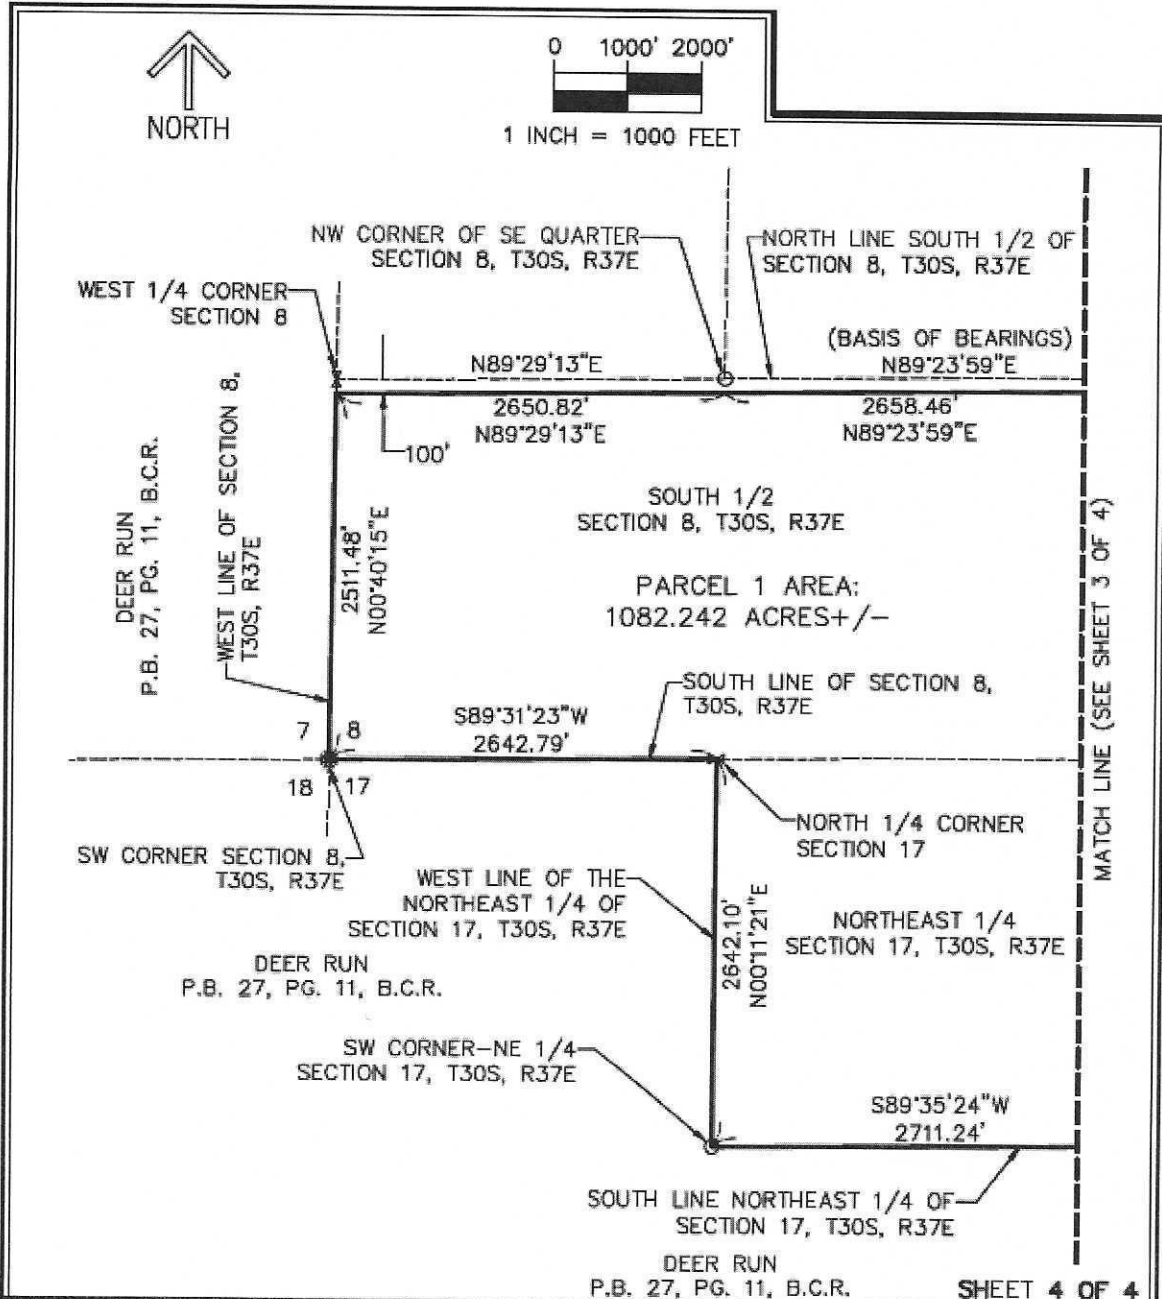 0 1000' 2000'
1 INCH = 1000 FEET
NORTH
NW CORNER OF SE QUARTER
SECTION 8, T30S, R37E
NORTH LINE SOUTH 1/2 OF
SECTION 8, T30S, R37E
WEST 1/4 CORNER
SECTION 8
(BASIS OF BEARINGS)
N89°29'13"E
N89°23'59"E
2650.82'
N89°29'13"E
2658.46'
N89°23'59"E
100'
DEER RUN
P.B. 27, PG. 11, B.C.R.
WEST LINE OF SECTION 8,
T30S, R37E
2511.48'
N00°40'15"E
SOUTH 1/2
SECTION 8, T30S, R37E
PARCEL 1 AREA:
1082.242 ACRES+/-
MATCH LINE (SEE SHEET 3 OF 4)
SOUTH LINE OF SECTION 8,
T30S, R37E
S89°31'23"W
2642.79'
7 8
18 17
SW CORNER SECTION 8,
T30S, R37E
NORTH 1/4 CORNER
SECTION 17
WEST LINE OF THE
NORTHEAST 1/4 OF
SECTION 17, T30S, R37E
2642.10'
N00°11'21"E
NORTHEAST 1/4
SECTION 17, T30S, R37E
DEER RUN
P.B. 27, PG. 11, B.C.R.
SW CORNER-NE 1/4
SECTION 17, T30S, R37E
S89°35'24"W
2711.24'
SOUTH LINE NORTHEAST 1/4 OF
SECTION 17, T30S, R37E
DEER RUN
P.B. 27, PG. 11, B.C.R.
SHEET 4 OF 4